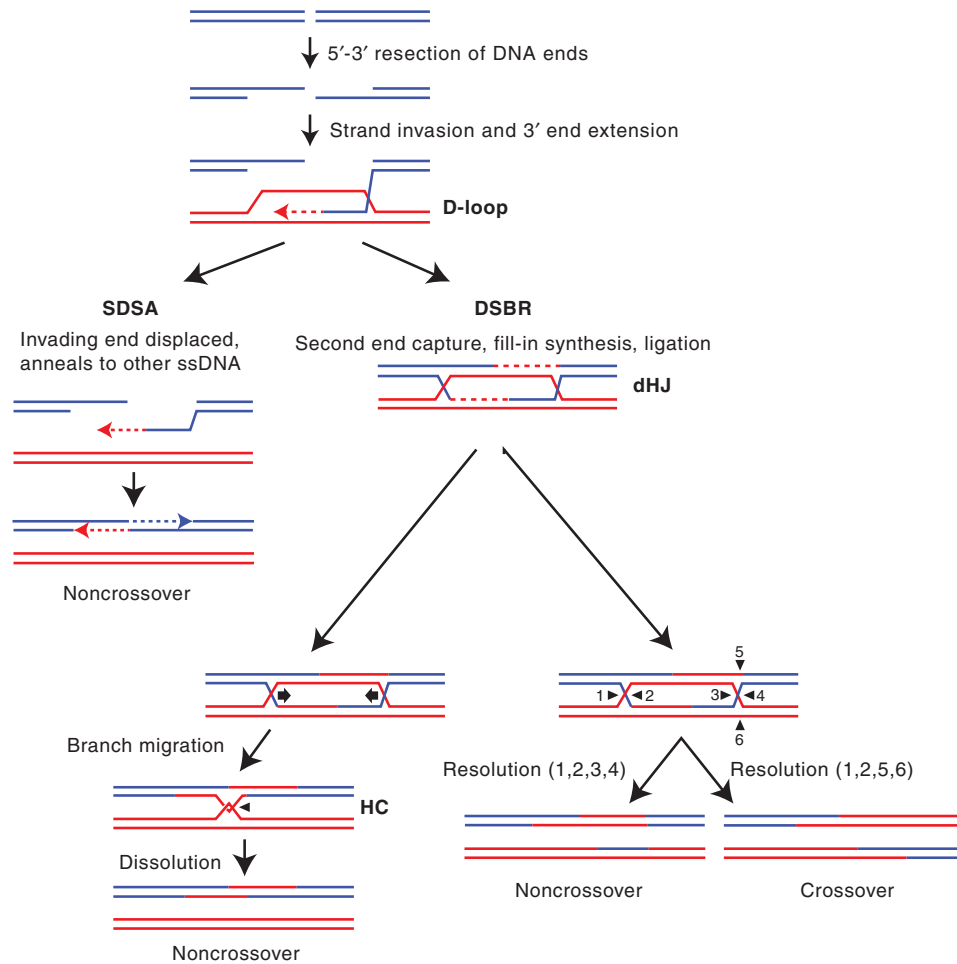 5′-3′ resection of DNA ends
Strand invasion and 3′ end extension
D-loop
SDSA
Invading end displaced,
anneals to other ssDNA
Noncrossover
DSBR
Second end capture, fill-in synthesis, ligation
dHJ
Branch migration
HC
Dissolution
Noncrossover
5
1 2 3 4
6
Resolution (1,2,3,4)
Resolution (1,2,5,6)
Noncrossover
Crossover